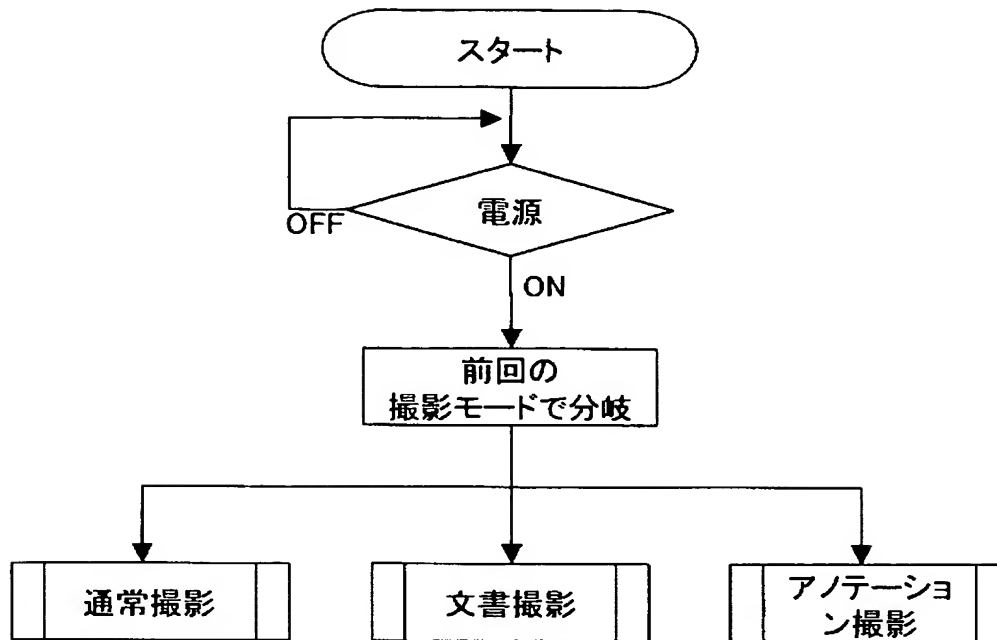 スタート
電源
OFF
ON
前回の
撮影モードで分岐
通常撮影
文書撮影
アノテーショ
ン撮影